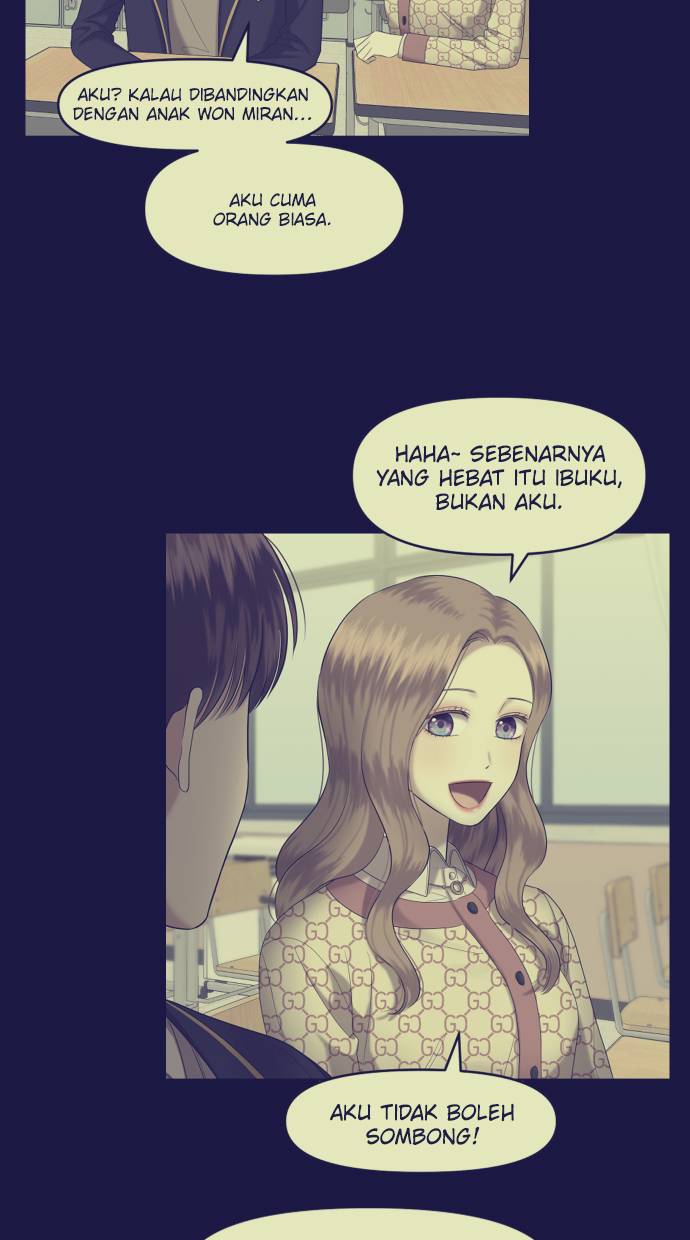 AKU? KALAU DIBANDINGKAN
DENGAN ANAK WON MIRAN...
AKU CUMA
ORANG BIASA.
HAHA~ SEBENARNYA
YANG HEBAT ITU IBUKU,
BUKAN AKU.
AKU TIDAK BOLEH
SOMBONG!